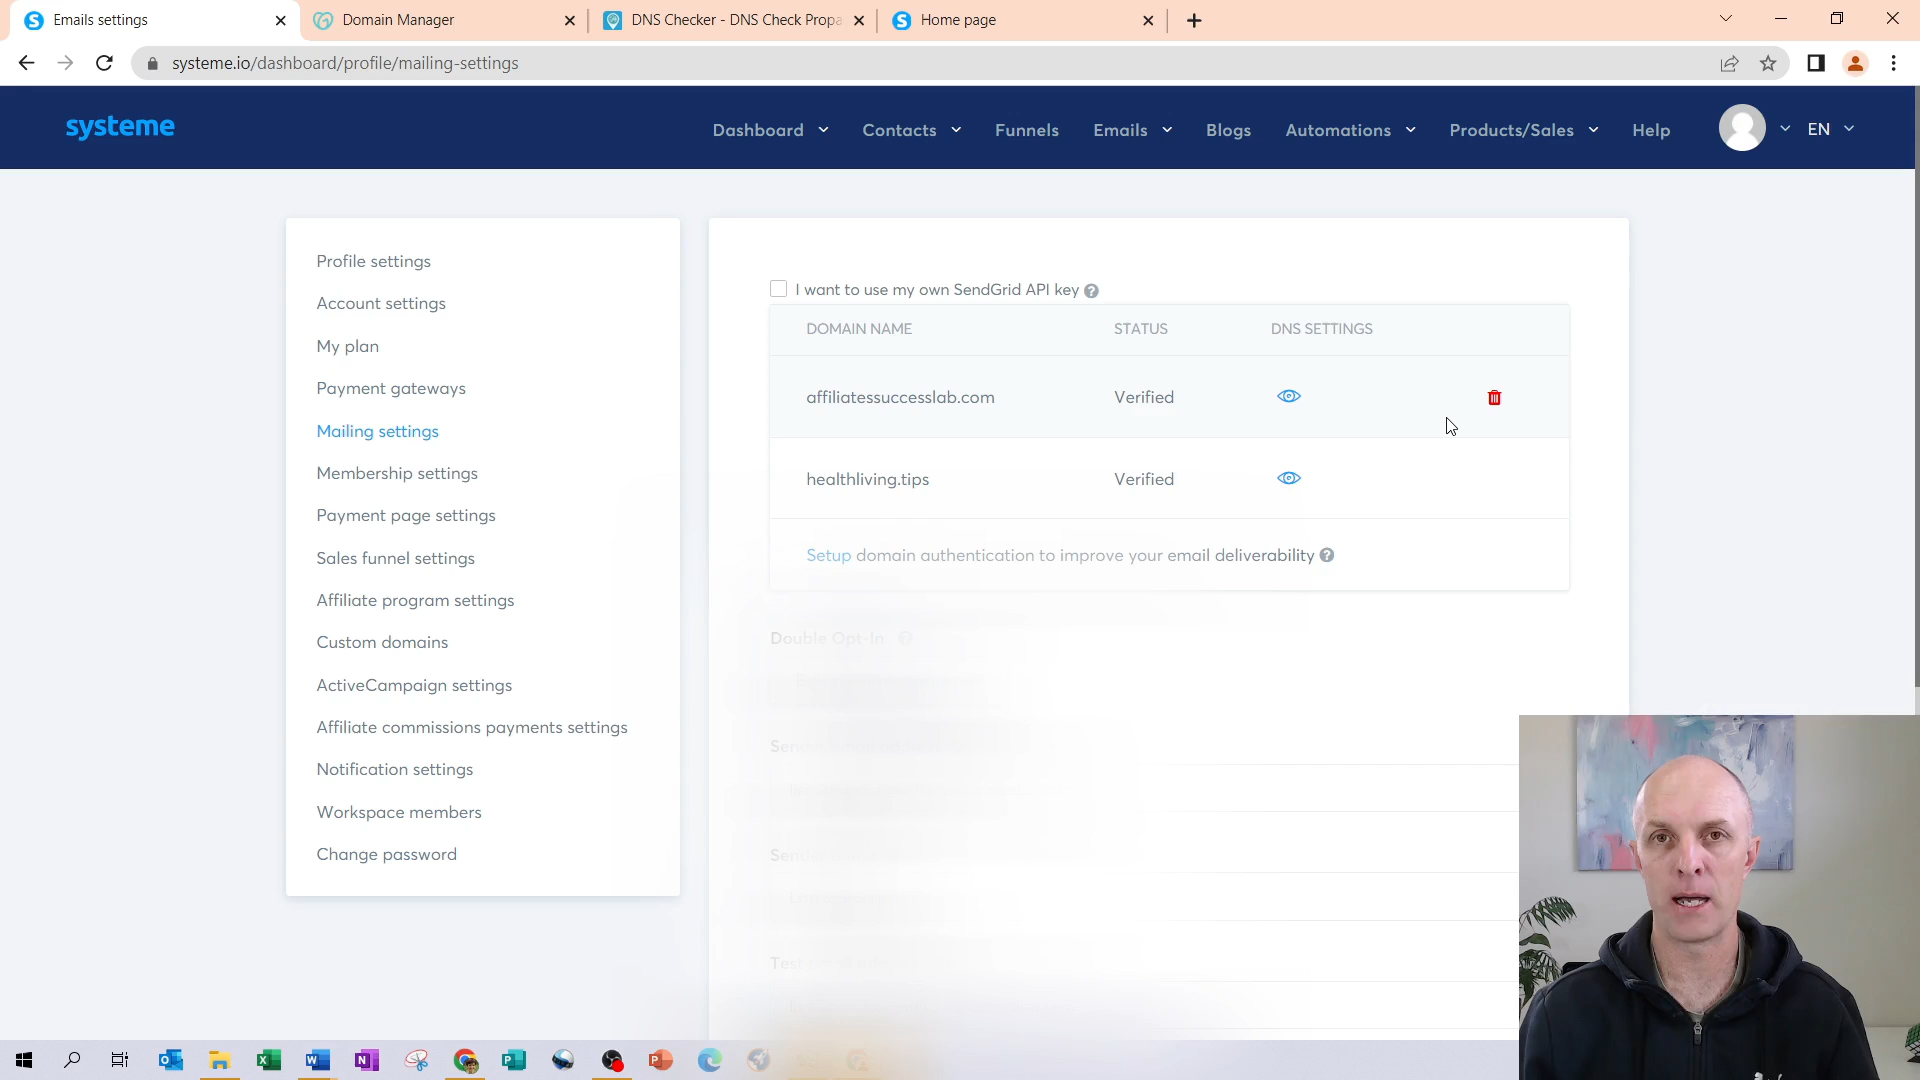 Emails settings
Domain Manager
DNS Checker - DNS Check Propa
Home page
systeme.io/dashboard/profile/mailing-settings
systeme
Dashboard
Contacts
Funnels
Emails
Blogs
Automations
Products/Sales
Help
EN
Profile settings
Account settings
My plan
Payment gateways
Mailing settings
Membership settings
Payment page settings
Sales funnel settings
Affiliate program settings
Custom domains
ActiveCampaign settings
Affiliate commissions payments settings
Notification settings
Workspace members
Change password
I want to use my own SendGrid API key
DOMAIN NAME STATUS DNS SETTINGS
affiliatessuccesslab.com Verified
healthliving.tips Verified
Setup domain authentication to improve your email deliverability
Double Opt-In